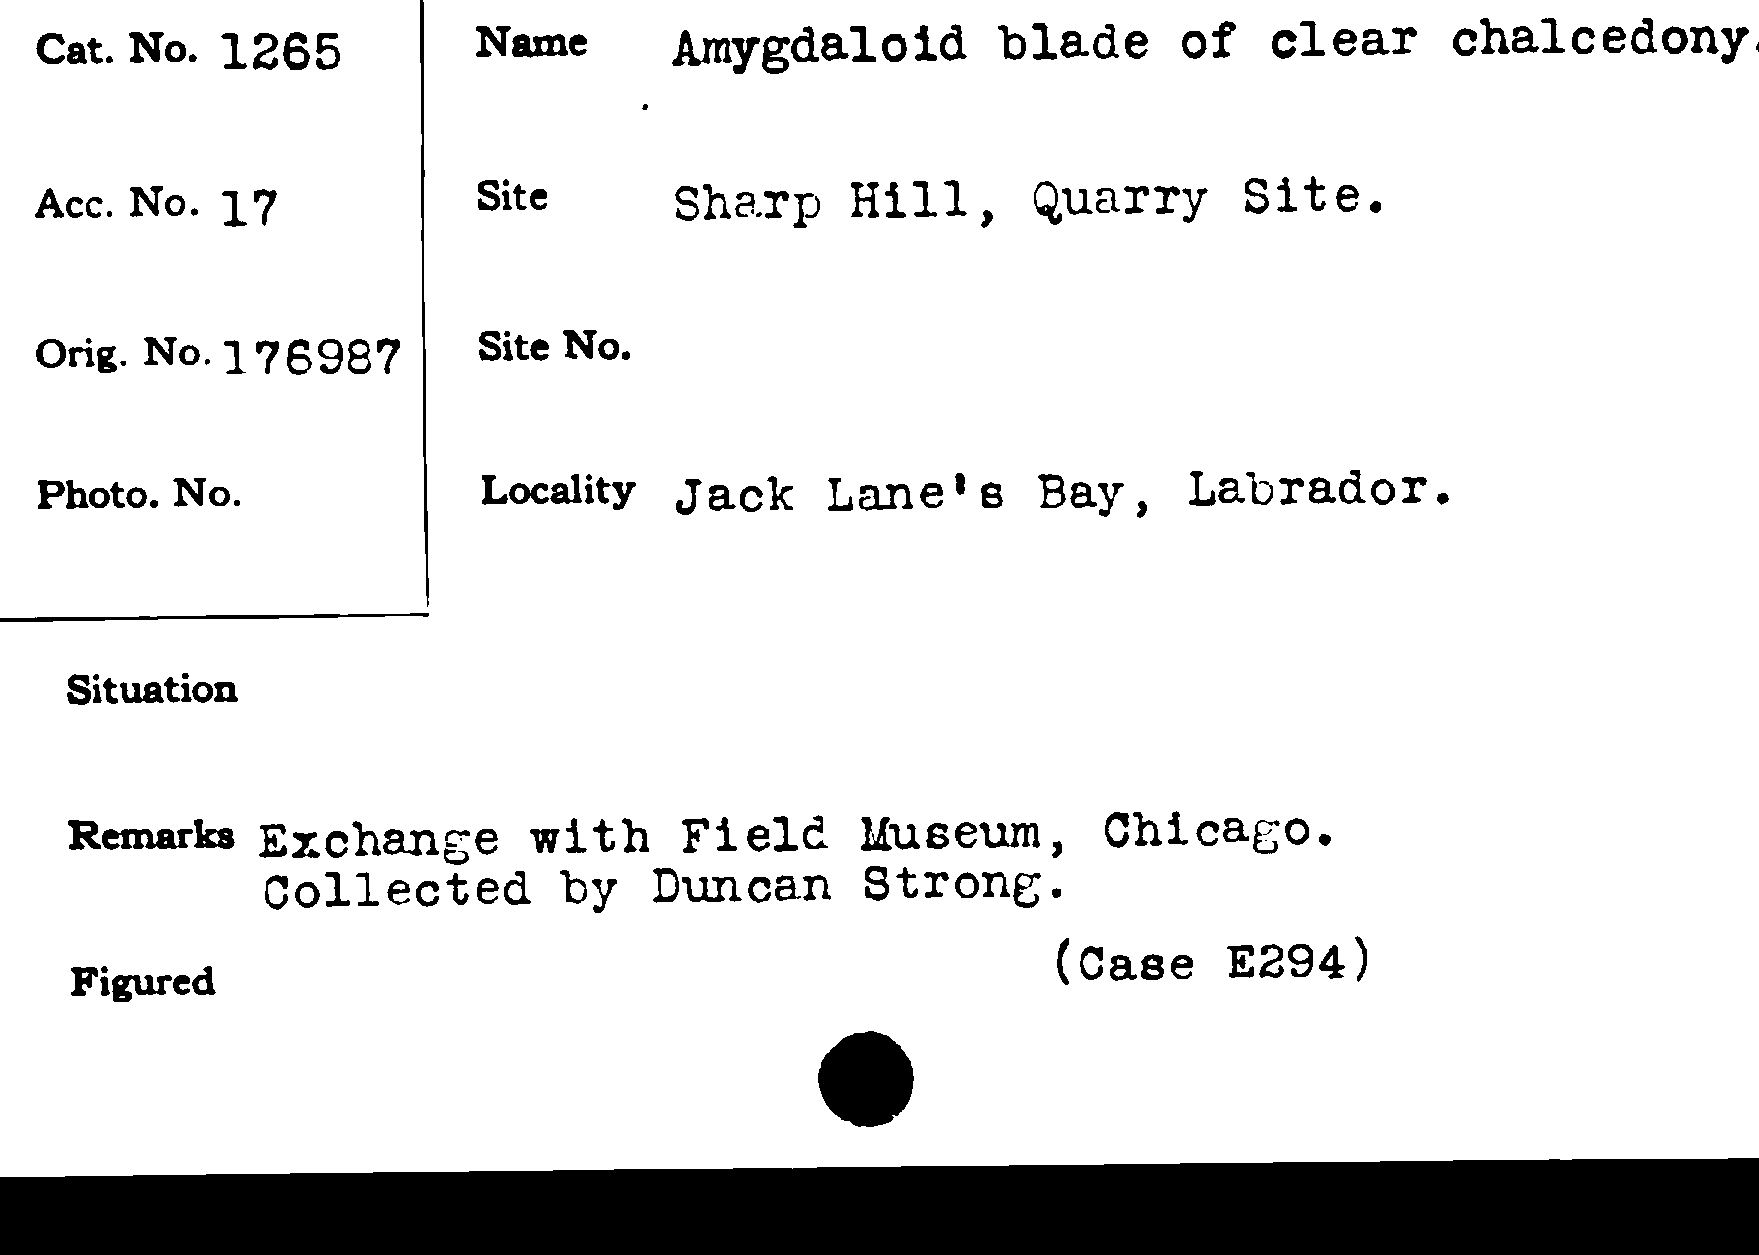 Cat. No. 1265
Name Amygdaloid blade of clear chalcedony.
Acc. No. 17
Site Sharp Hill, Quarry Site.
Orig. No. 176987
Site No.
Photo. No.
Locality Jack Lane's Bay, Labrador.
Situation
Remarks Exchange with Field Museum, Chicago.
Collected by Duncan Strong.
(Case E294)
Figured